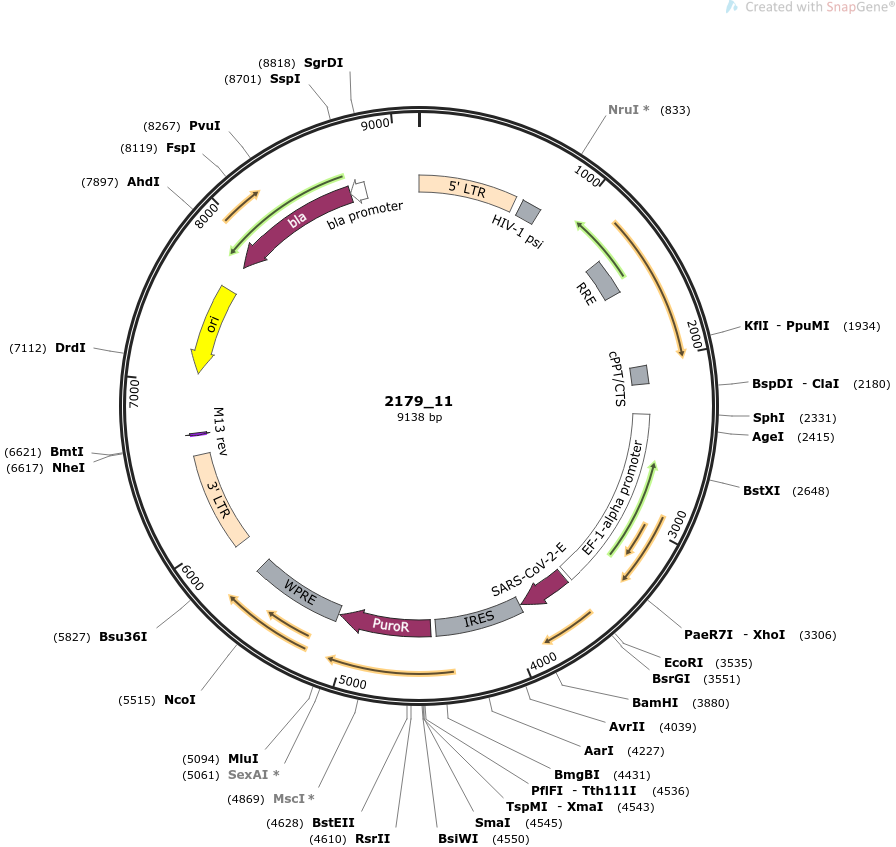 Created with SnapGene®
(8818) SgrDI
(8701) SspI
(8267) PvuI
(8119) FspI
(7897) AhdI
(7112) DrdI
(6621) BmtI
(6617) NheI
(5827) Bsu36I
(5515) NcoI
(5094) MluI
(5061) SexAI *
(4869) MscI *
(4628) BstEII
(4610) RsrII
NruI * (833)
KflI - PpuMI (1934)
BspDI - ClaI (2180)
SphI (2331)
AgeI (2415)
BstXI (2648)
PaeR7I - XhoI (3306)
EcoRI (3535)
BsrGI (3551)
BamHI (3880)
AvrII (4039)
AarI (4227)
BmgBI (4431)
PflFI - Tth111I (4536)
TspMI - XmaI (4543)
SmaI (4545)
BsiWI (4550)
1000
2000
3000
4000
5000
6000
7000
8000
9000
5' LTR
HIV-1 psi
RRE
cPPT/CTS
EF-1-alpha promoter
SARS-CoV-2-E
IRES
PuroR
WPRE
3' LTR
M13 rev
ori
bla
bla promoter
2179_11
9138 bp